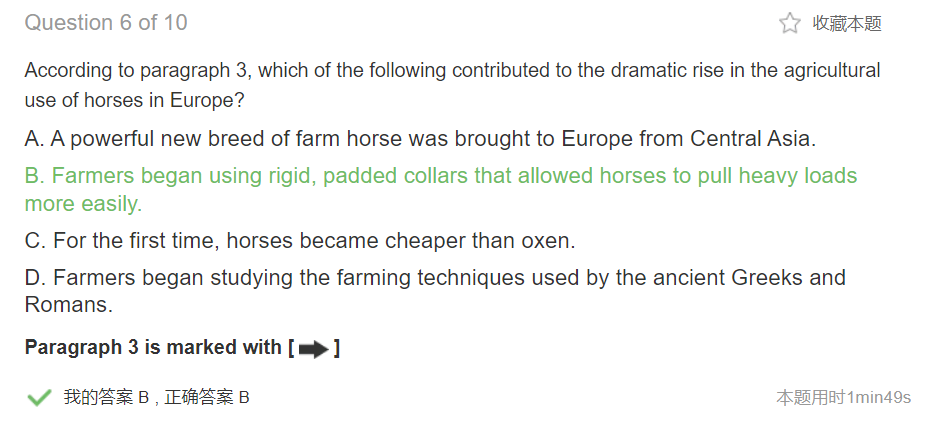 Question 6 of 10
收藏本题
According to paragraph 3, which of the following contributed to the dramatic rise in the agricultural
use of horses in Europe?
A. A powerful new breed of farm horse was brought to Europe from Central Asia.
B. Farmers began using rigid, padded collars that allowed horses to pull heavy loads
more easily.
C. For the first time, horses became cheaper than oxen.
D. Farmers began studying the farming techniques used by the ancient Greeks and
Romans.
Paragraph 3 is marked with [➡]
我的答案 B , 正确答案 B
本题用时1min49s